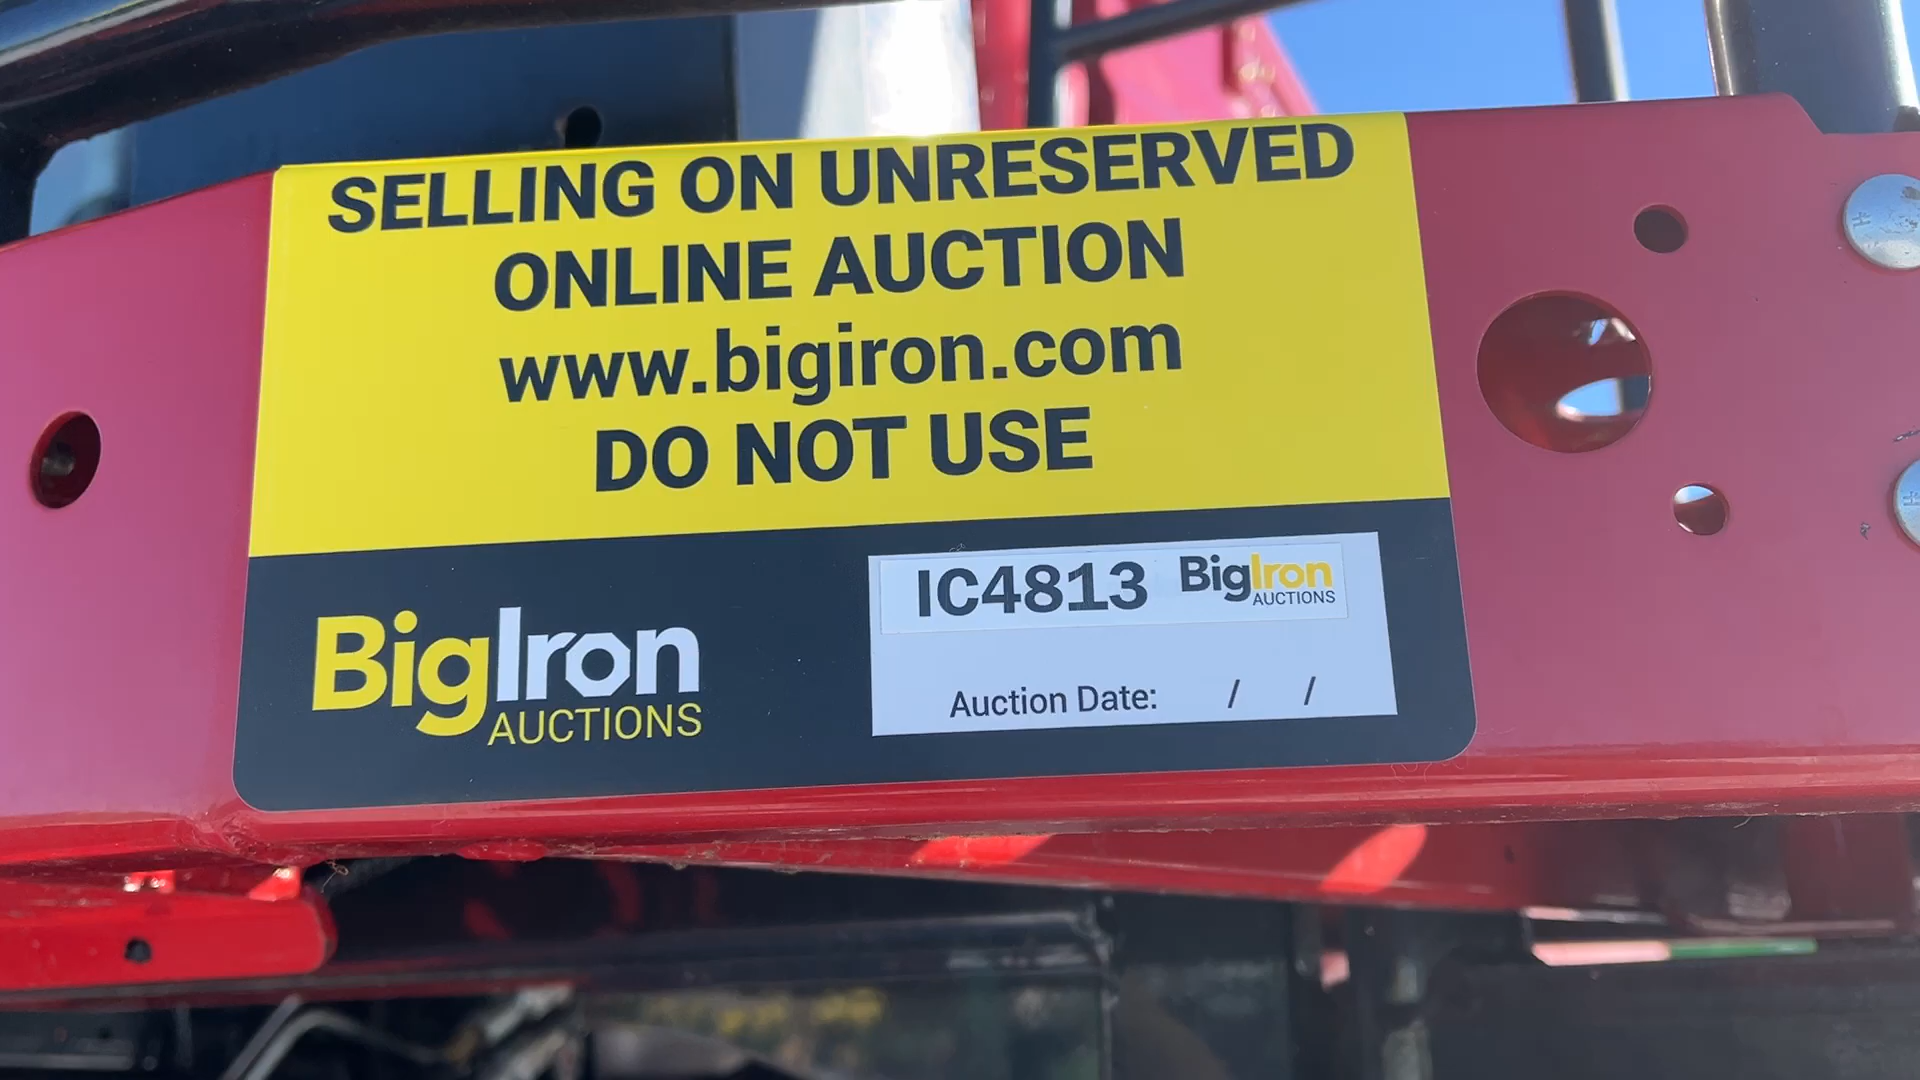 SELLING ON UNRESERVED
ONLINE AUCTION
www.bigiron.com
DO NOT USE
BigIron
AUCTIONS
IC4813 BigIron
AUCTIONS
Auction Date: / /